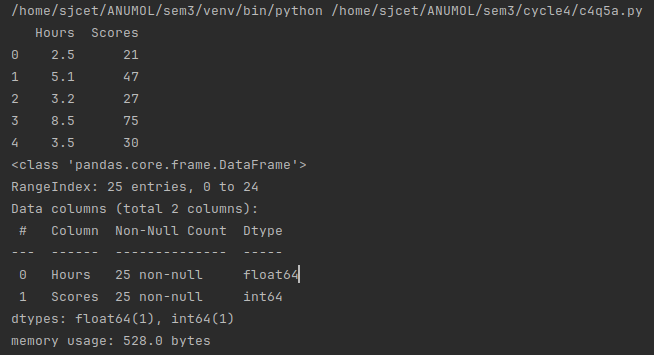 /home/sjcet/ANUMOL/sem3/venv/bin/python /home/sjcet/ANUMOL/sem3/cycle4/c4q5a.py
   Hours  Scores
0    2.5      21
1    5.1      47
2    3.2      27
3    8.5      75
4    3.5      30
<class 'pandas.core.frame.DataFrame'>
RangeIndex: 25 entries, 0 to 24
Data columns (total 2 columns):
 #   Column  Non-Null Count  Dtype
---  ------  --------------  -----
 0   Hours   25 non-null     float64
 1   Scores  25 non-null     int64
dtypes: float64(1), int64(1)
memory usage: 528.0 bytes